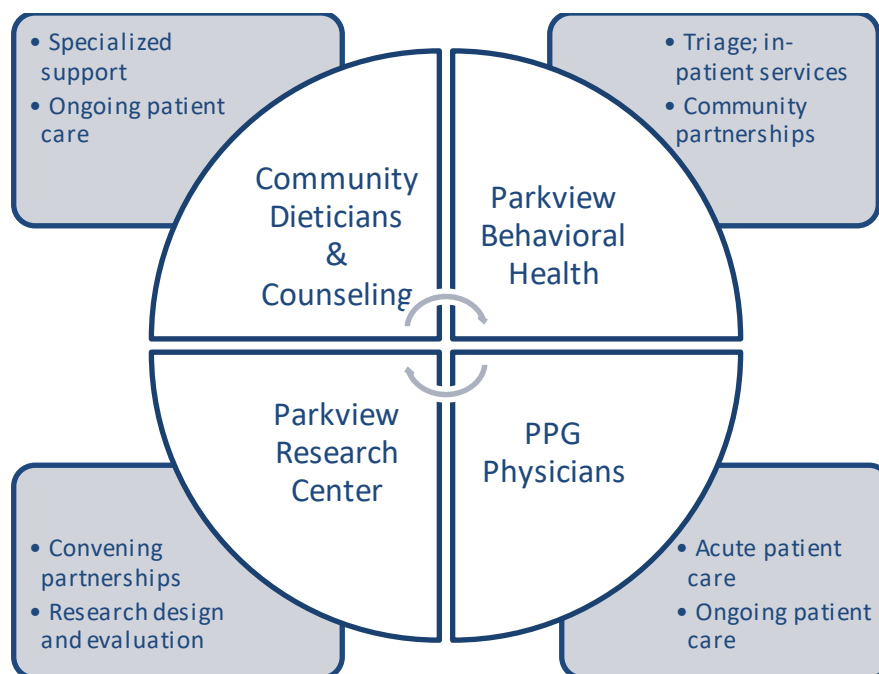 • Specialized
support
• Ongoing patient
care
• Triage; in-
patient services
• Community
partnerships
Community
Dieticians
&
Counseling
Parkview
Behavioral
Health
Parkview
Research
Center
PPG
Physicians
• Convening
partnerships
• Research design
and evaluation
• Acute patient
care
• Ongoing patient
care